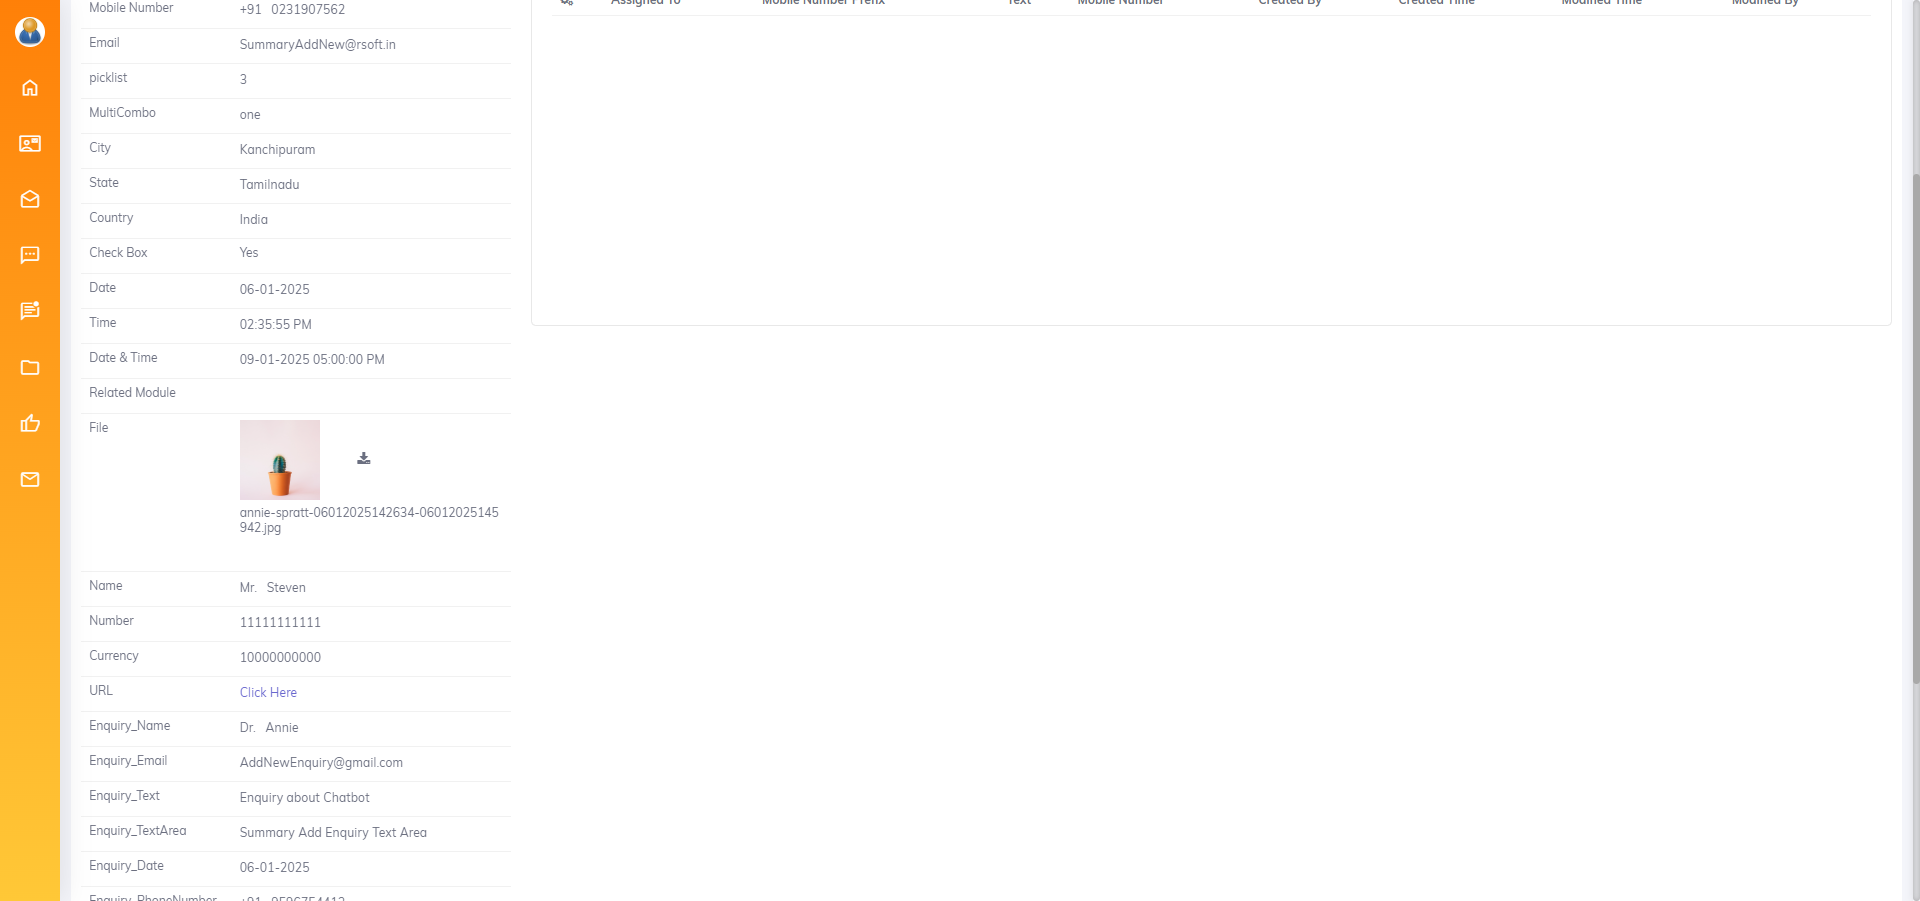 Mobile Number +91 0231907562
Email SummaryAddNew@rsoft.in
picklist 3
MultiCombo one
City Kanchipuram
State Tamilnadu
Country India
Check Box Yes
Date 06-01-2025
Time 02:35:55 PM
Date & Time 09-01-2025 05:00:00 PM
Related Module
File
annie-spratt-06012025142634-06012025145
942.jpg
Name Mr. Steven
Number 11111111111
Currency 10000000000
URL Click Here
Enquiry_Name Dr. Annie
Enquiry_Email AddNewEnquiry@gmail.com
Enquiry_Text Enquiry about Chatbot
Enquiry_TextArea Summary Add Enquiry Text Area
Enquiry_Date 06-01-2025
Enquiry_PhoneNumber +91
Assigned To Mobile Number Prefix Text Mobile Number Created By Created Time Modified Time Modified By